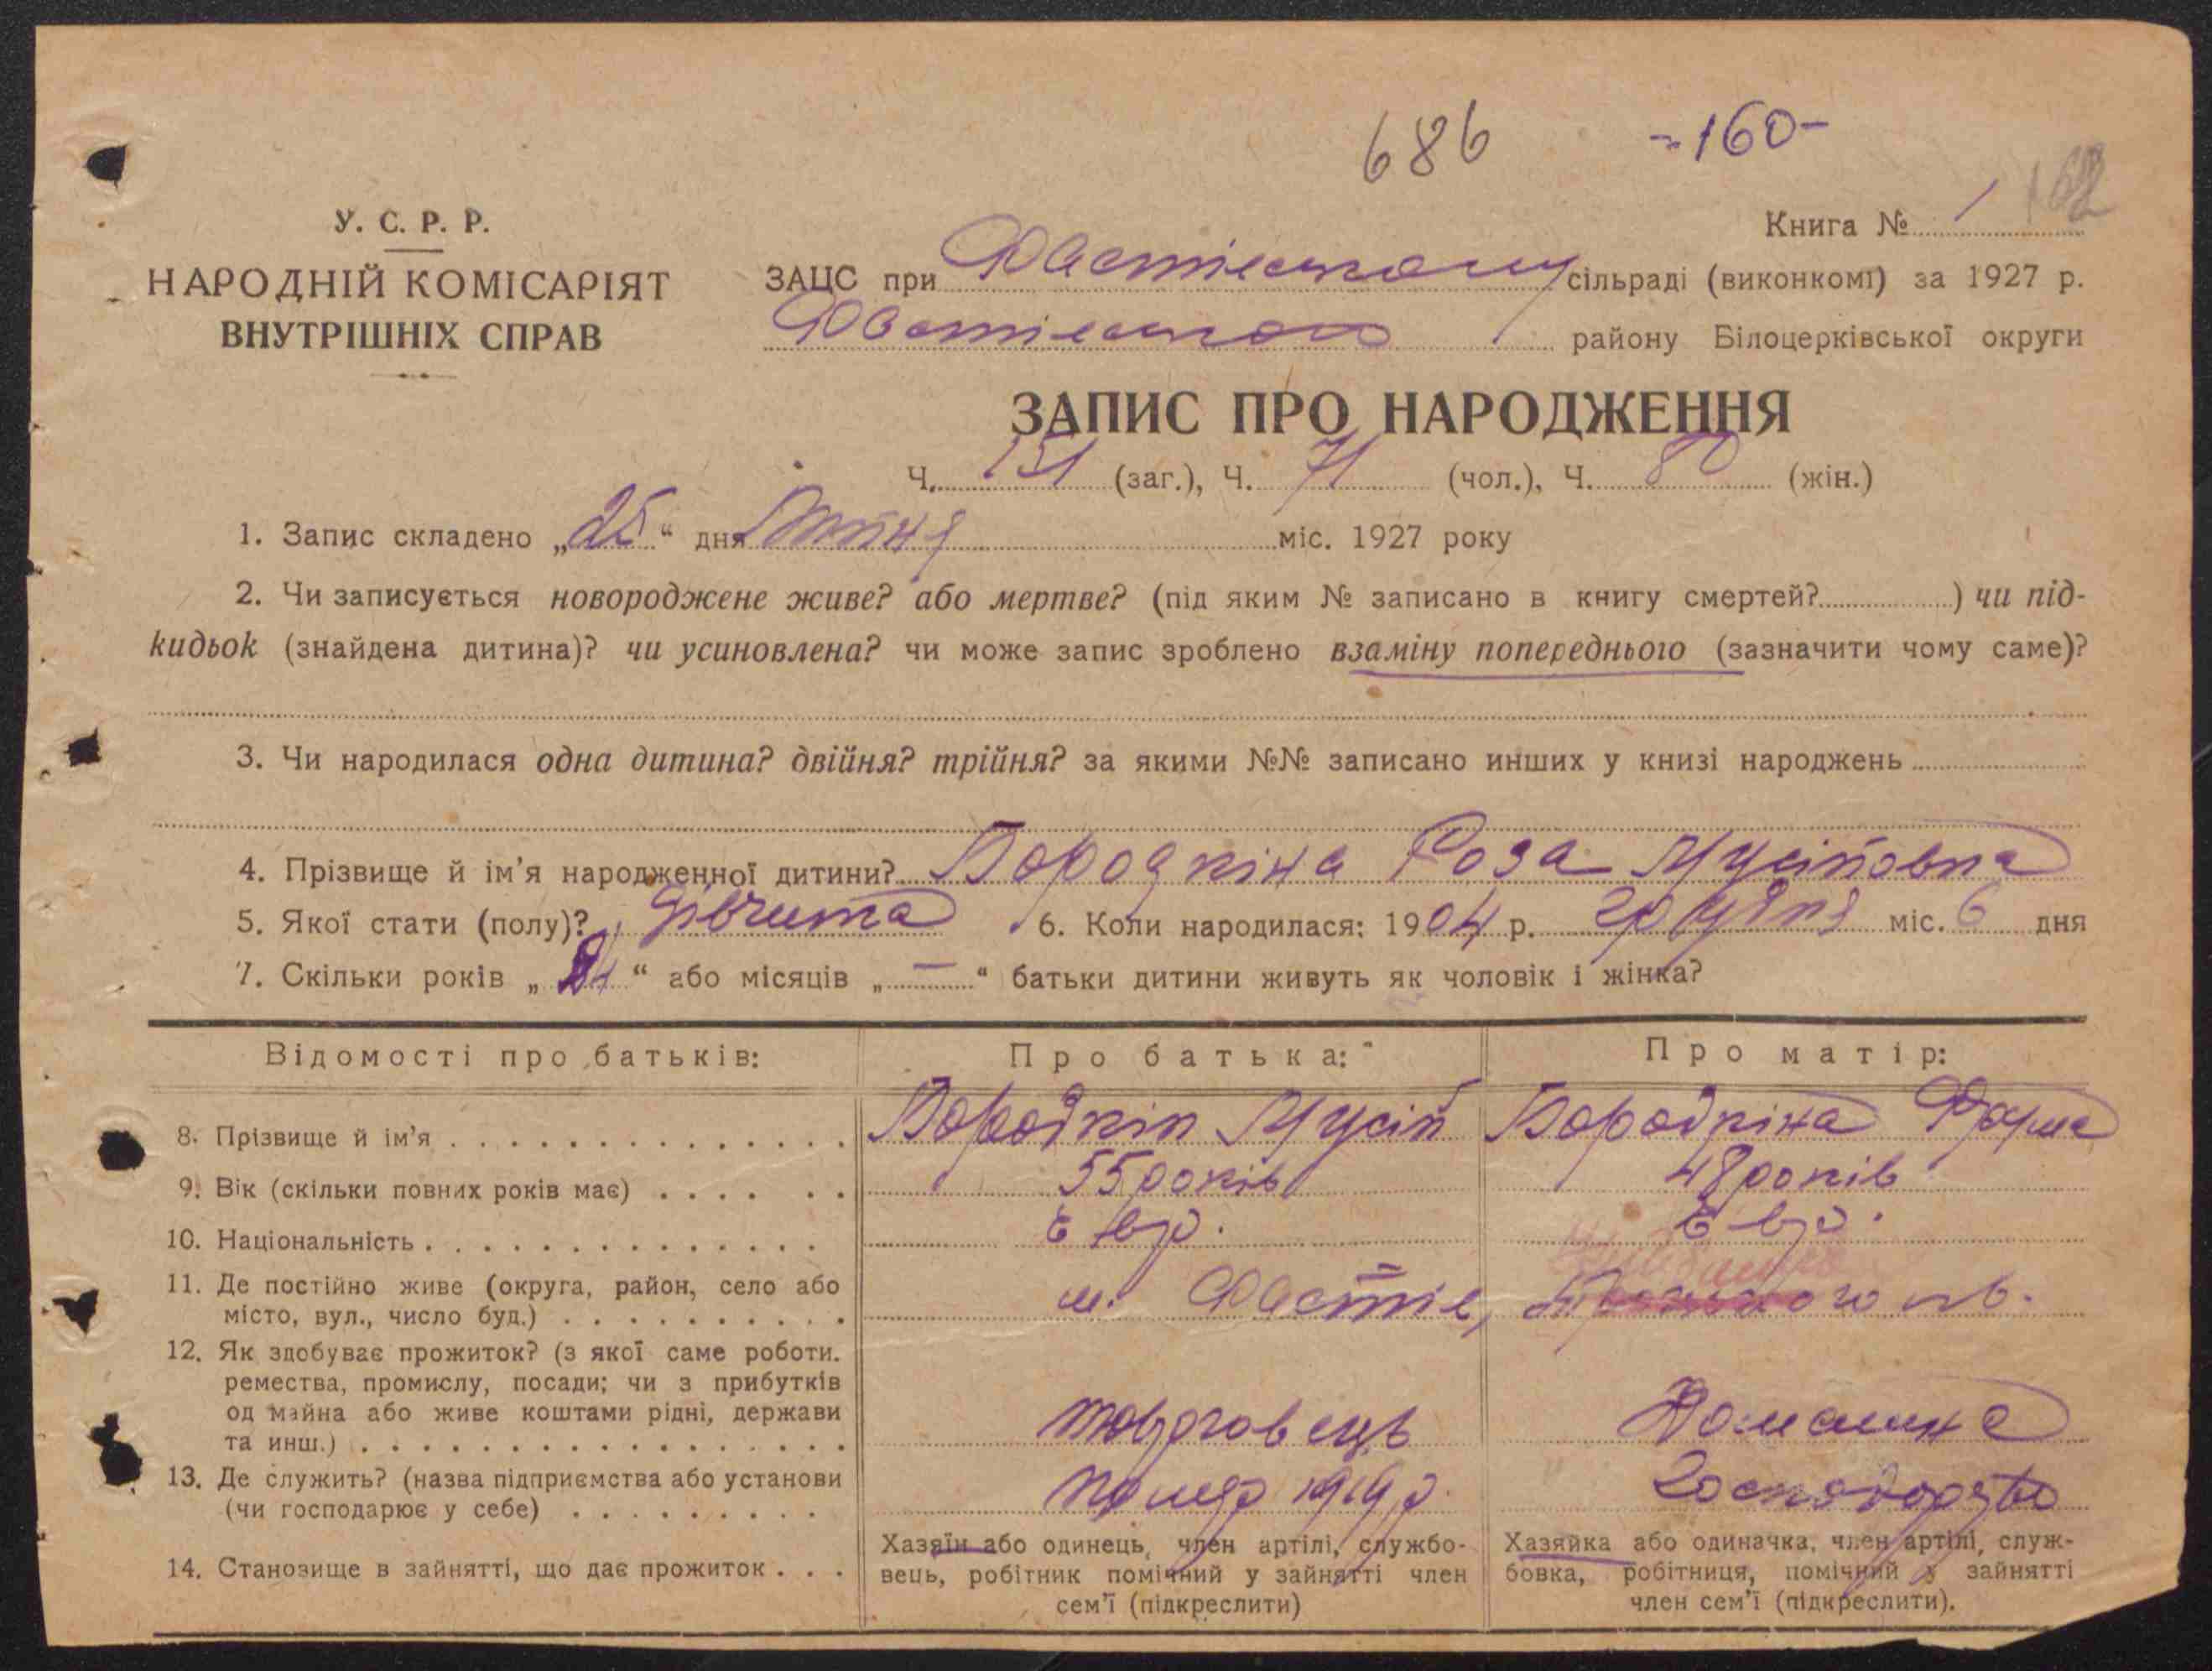 686 -160-
Книга № 1
У. С. Р. Р.
НАРОДНІЙ КОМІСАРІЯТ
ВНУТРІШНІХ СПРАВ
ЗАЦС при Фастівському сільраді (виконкомі) за 1927 р.
Фастівського району Білоцерківської округи
ЗАПИС ПРО НАРОДЖЕННЯ
Ч. 151 (заг.), Ч. 71 (чол.), Ч. 80 (жін.)
1. Запис складено „25“ дня міс. 1927 року
2. Чи записується новороджене живе? або мертве? (під яким № записано в книгу смертей?) чи під-
кидьок (знайдена дитина)? чи усиновлена? чи може запис зроблено взаміну попереднього (зазначити чому саме)?
3. Чи народилася одна дитина? двійня? трійня? за якими №№ записано инших у книзі народжень
4. Прізвище й ім'я народженної дитини? Бородкіна Роза Мусіївна
5. Якої стати (полу)? дівчина 6. Коли народилася: 1904 р. грудня міс. 6 дня
7. Скільки років „“ або місяців „—“ батьки дитини живуть як чоловік і жінка?
Відомості про батьків: Про батька: Про матір:
8. Прізвище й ім'я Бородкін Мусій Бородкіна Фрума
9. Вік (скільки повних років має) 55 років 48 років
10. Національність Євр. Євр.
11. Де постійно живе (округа, район, село або
місто, вул., число буд.) м. Фастів,
12. Як здобуває прожиток? (з якої саме роботи.
ремества, промислу, посади; чи з прибутків
од майна або живе коштами рідні, держави
та инш.) торговець Домашнє
13. Де служить? (назва підприємства або установи
(чи господарює у себе) помер 1919 р. Господарство
14. Становище в зайнятті, що дає прожиток
Хазяїн або одинець, член артілі, службо-
вець, робітник помічний у зайнятті член
сем'ї (підкреслити)
Хазяйка або одиначка, член артілі, служ-
бовка, робітниця, помічний у зайнятті
член сем'ї (підкреслити).